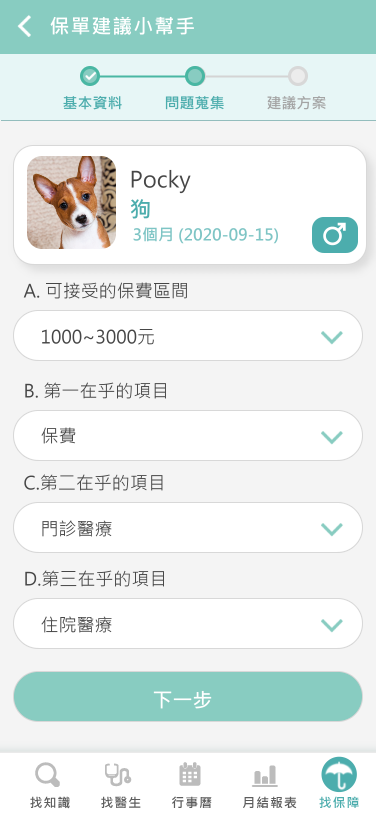 保單建議小幫手
基本資料 問題蒐集 建議方案
Pocky
狗
3個月 (2020-09-15)
A. 可接受的保費區間
1000~3000元
B. 第一在乎的項目
保費
C.第二在乎的項目
門診醫療
D.第三在乎的項目
住院醫療
下一步
找知識 找醫生 行事曆 月結報表 找保障